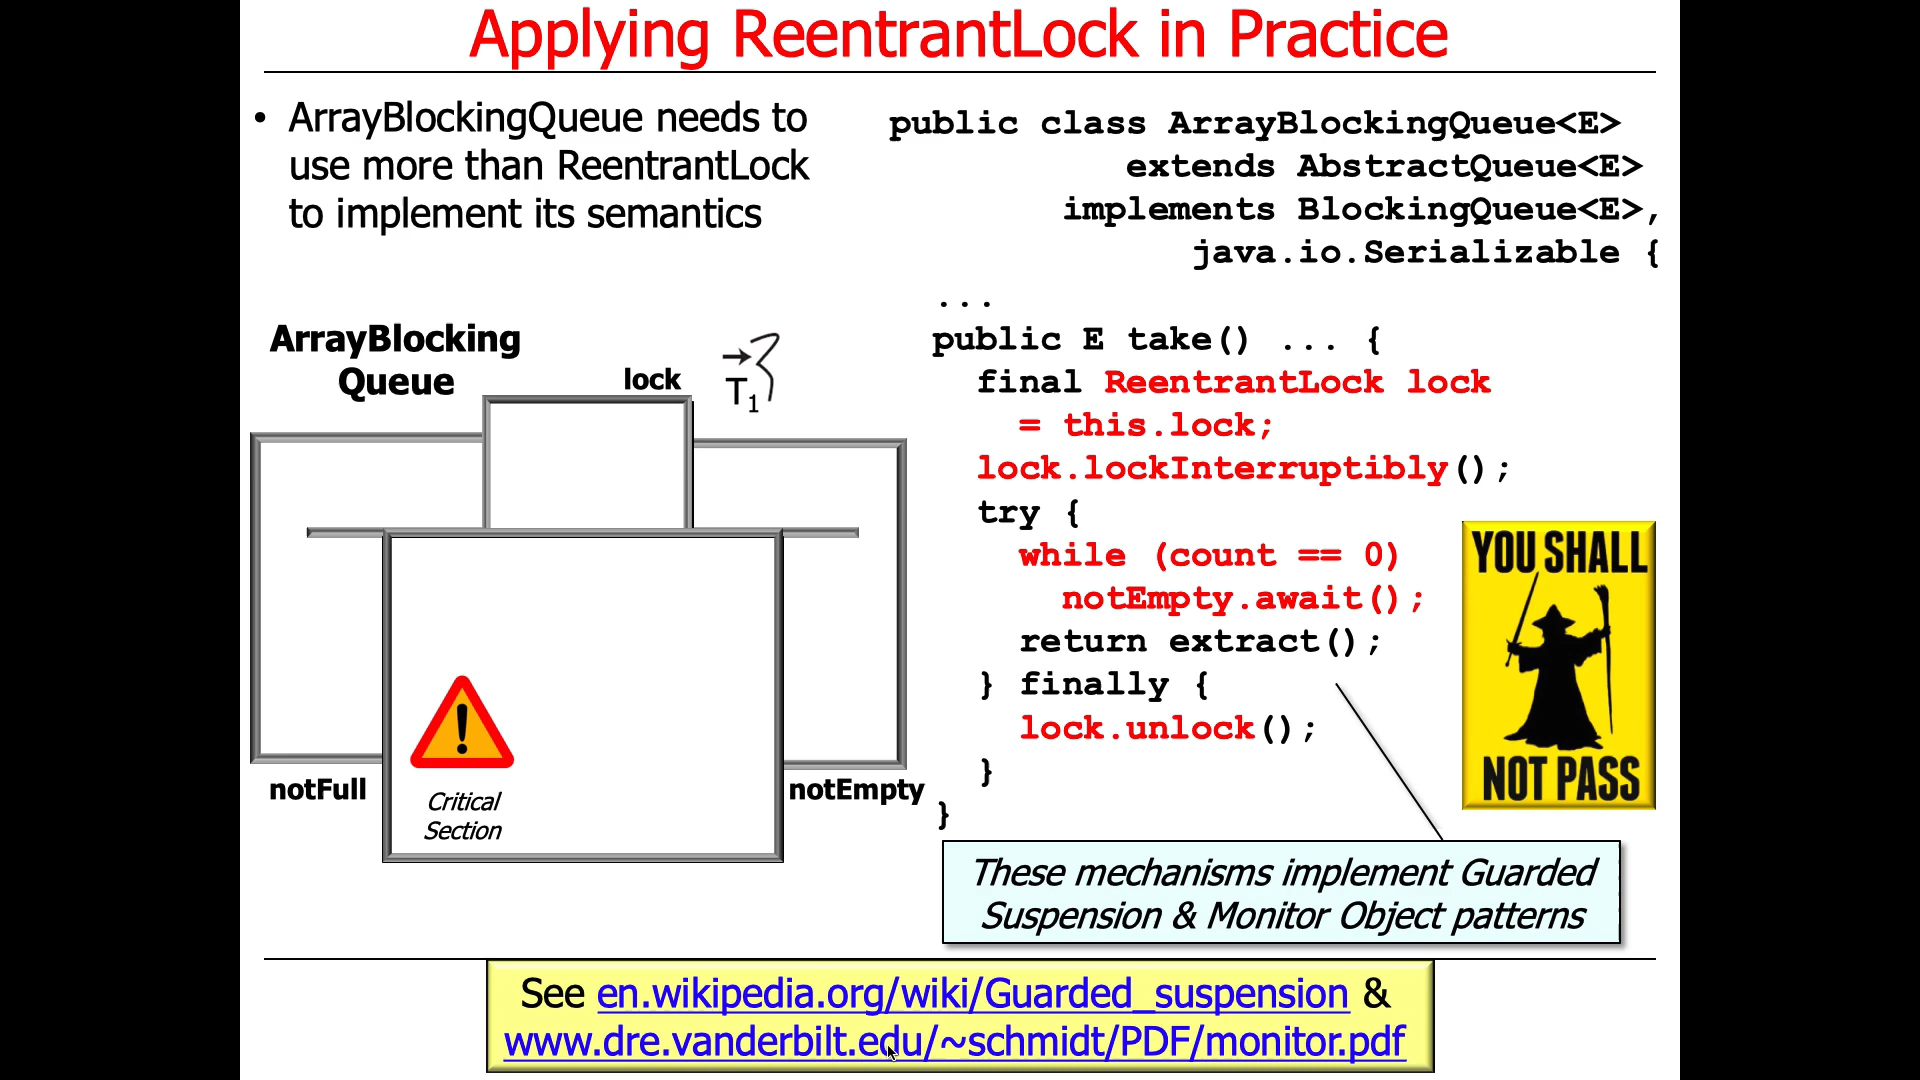 Applying ReentrantLock in Practice
• ArrayBlockingQueue needs to
use more than ReentrantLock
to implement its semantics
public class ArrayBlockingQueue<E>
extends AbstractQueue<E>
implements BlockingQueue<E>,
java.io.Serializable {
...
public E take() ... {
final ReentrantLock lock
= this.lock;
lock.lockInterruptibly();
try {
while (count == 0)
notEmpty.await();
return extract();
} finally {
lock.unlock();
}
}
ArrayBlocking
Queue
lock
T1
notFull
Critical
Section
notEmpty
YOU SHALL
NOT PASS
These mechanisms implement Guarded
Suspension & Monitor Object patterns
See en.wikipedia.org/wiki/Guarded_suspension &
www.dre.vanderbilt.edu/~schmidt/PDF/monitor.pdf